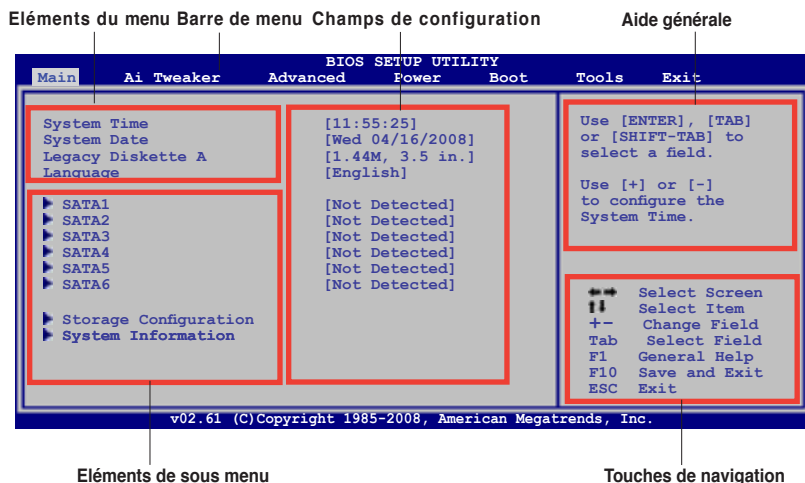 Eléments du menu Barre de menu Champs de configuration Aide générale
BIOS SETUP UTILITY
Main Ai Tweaker Advanced Power Boot Tools Exit
System Time [11:55:25]
System Date [Wed 04/16/2008]
Legacy Diskette A [1.44M, 3.5 in.]
Language [English]
SATA1 [Not Detected]
SATA2 [Not Detected]
SATA3 [Not Detected]
SATA4 [Not Detected]
SATA5 [Not Detected]
SATA6 [Not Detected]
Storage Configuration
System Information
Use [ENTER], [TAB]
or [SHIFT-TAB] to
select a field.
Use [+] or [-]
to configure the
System Time.
←→ Select Screen
↑↓ Select Item
+- Change Field
Tab Select Field
F1 General Help
F10 Save and Exit
ESC Exit
v02.61 (C)Copyright 1985-2008, American Megatrends, Inc.
Eléments de sous menu Touches de navigation